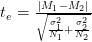 $t_e = \frac{|M_1 - M_2|}{\sqrt{\frac{\sigma_1^2}{N_1} + \frac{\sigma_2^2}{N_2}}}$